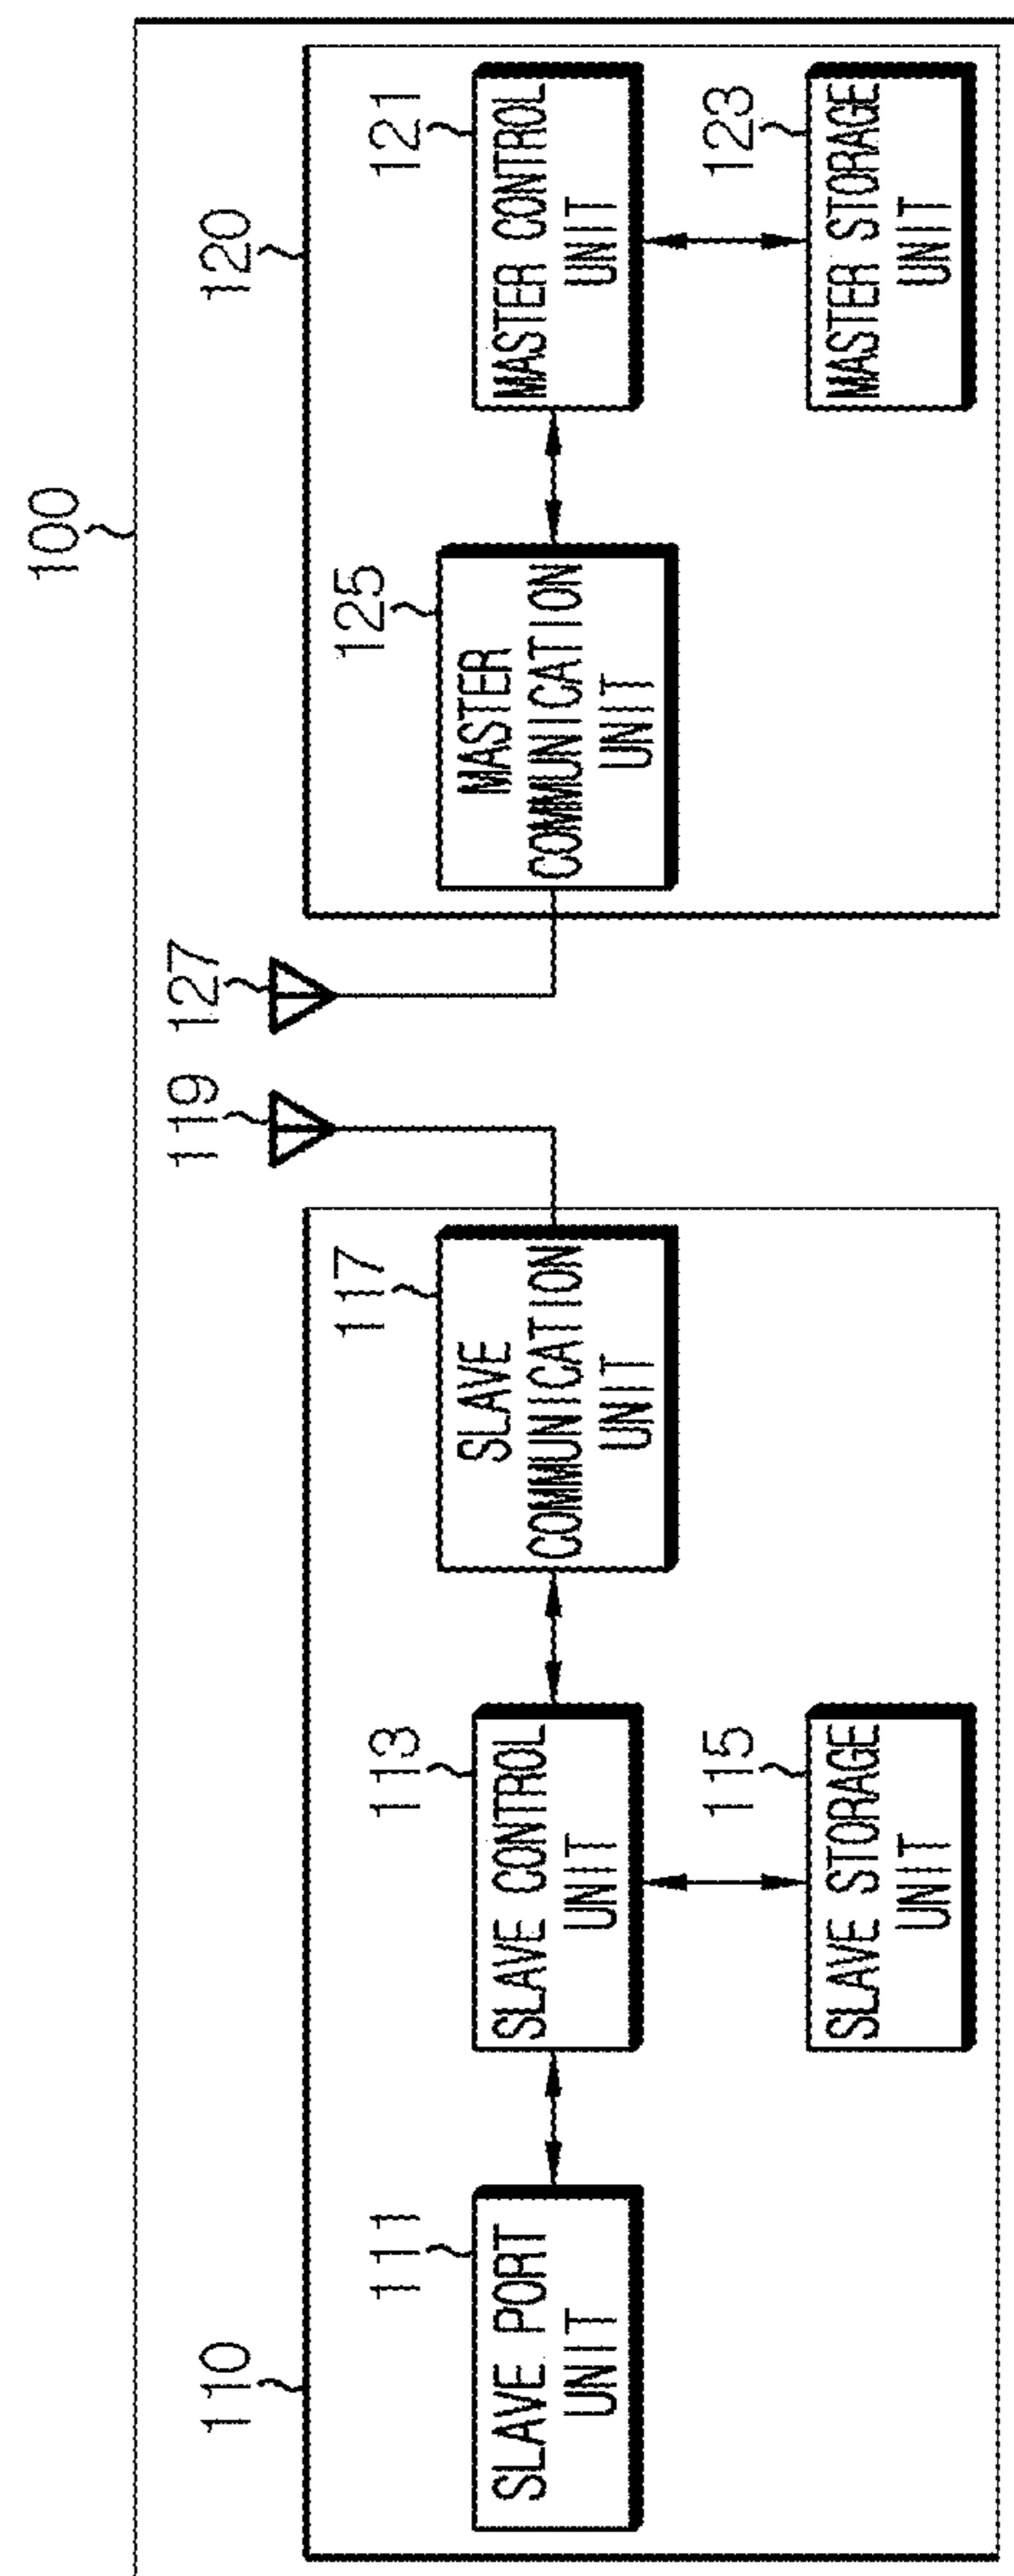 100
110
120
119
127
111
SLAVE PORT
UNIT
113
SLAVE CONTROL
UNIT
117
SLAVE
COMMUNICATION
UNIT
115
SLAVE STORAGE
UNIT
125
MASTER
COMMUNICATION
UNIT
121
MASTER CONTROL
UNIT
123
MASTER STORAGE
UNIT